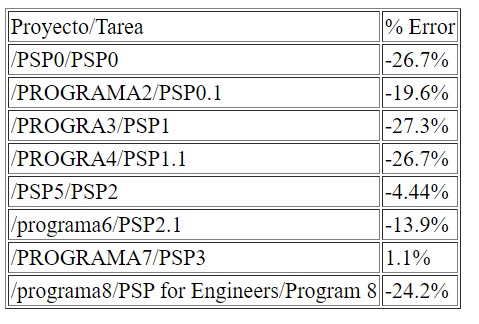 Proyecto/Tarea % Error
/PSP0/PSP0 -26.7%
/PROGRAMA2/PSP0.1 -19.6%
/PROGRA3/PSP1 -27.3%
/PROGRA4/PSP1.1 -26.7%
/PSP5/PSP2 -4.44%
/programa6/PSP2.1 -13.9%
/PROGRAMA7/PSP3 1.1%
/programa8/PSP for Engineers/Program 8 -24.2%